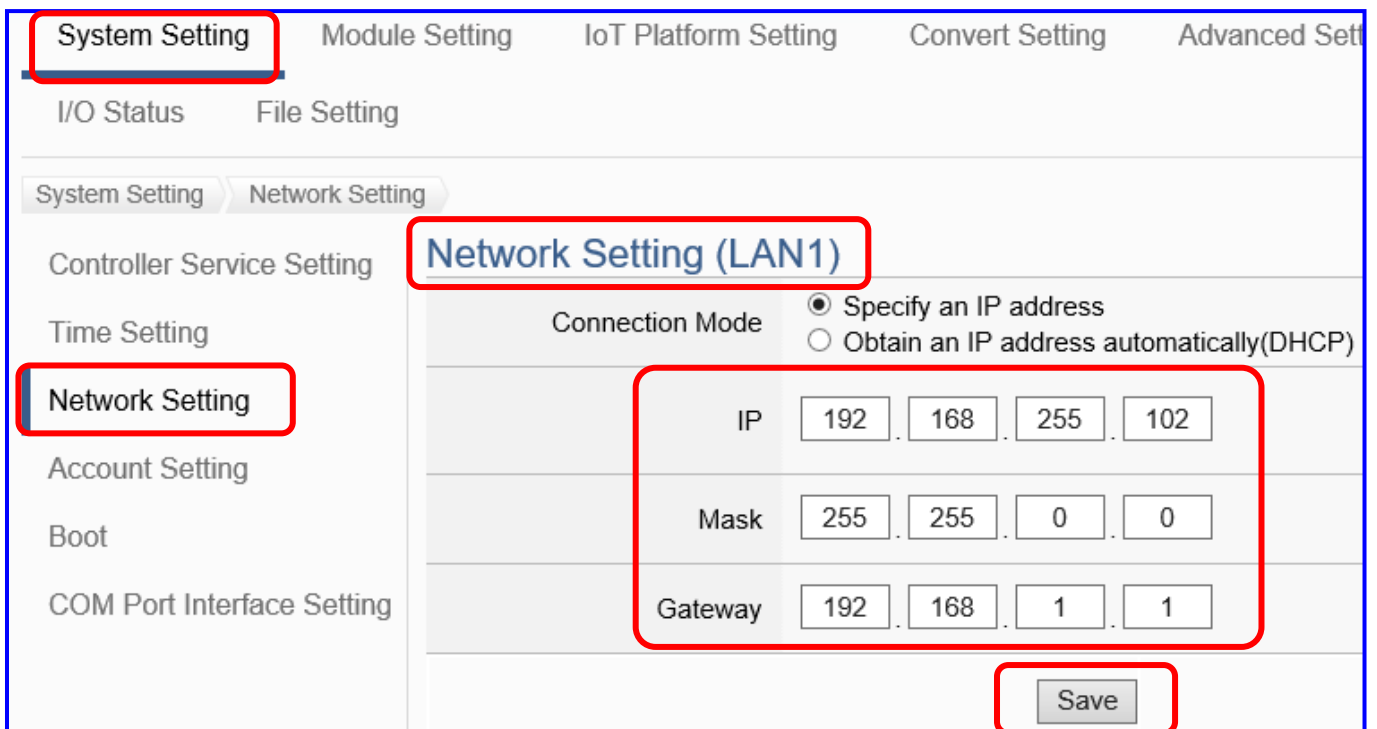 System Setting Module Setting IoT Platform Setting Convert Setting Advanced Sett
I/O Status File Setting
System Setting Network Setting
Controller Service Setting
Time Setting
Network Setting
Account Setting
Boot
COM Port Interface Setting
Network Setting (LAN1)
Connection Mode
Specify an IP address
Obtain an IP address automatically(DHCP)
IP 192 . 168 . 255 . 102
Mask 255 . 255 . 0 . 0
Gateway 192 . 168 . 1 . 1
Save